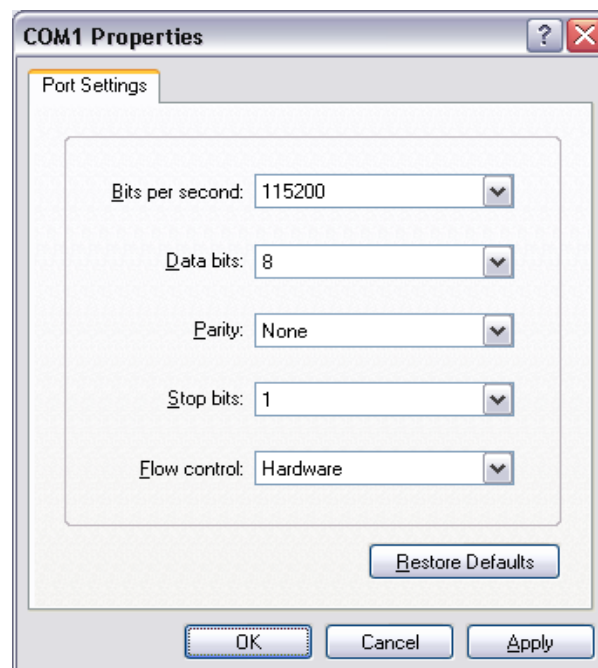 COM1 Properties
Port Settings
Bits per second: 115200
Data bits: 8
Parity: None
Stop bits: 1
Flow control: Hardware
Restore Defaults
OK Cancel Apply